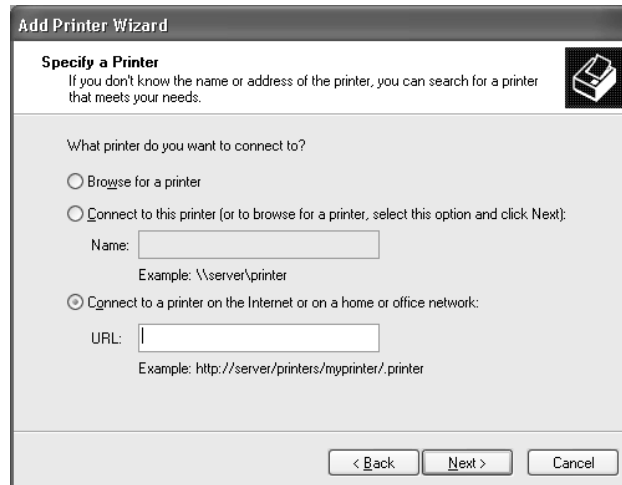 Add Printer Wizard
Specify a Printer
If you don't know the name or address of the printer, you can search for a printer
that meets your needs.
What printer do you want to connect to?
Browse for a printer
Connect to this printer (or to browse for a printer, select this option and click Next):
Name:
Example: \\server\printer
Connect to a printer on the Internet or on a home or office network:
URL:
Example: http://server/printers/myprinter/.printer
< Back Next > Cancel